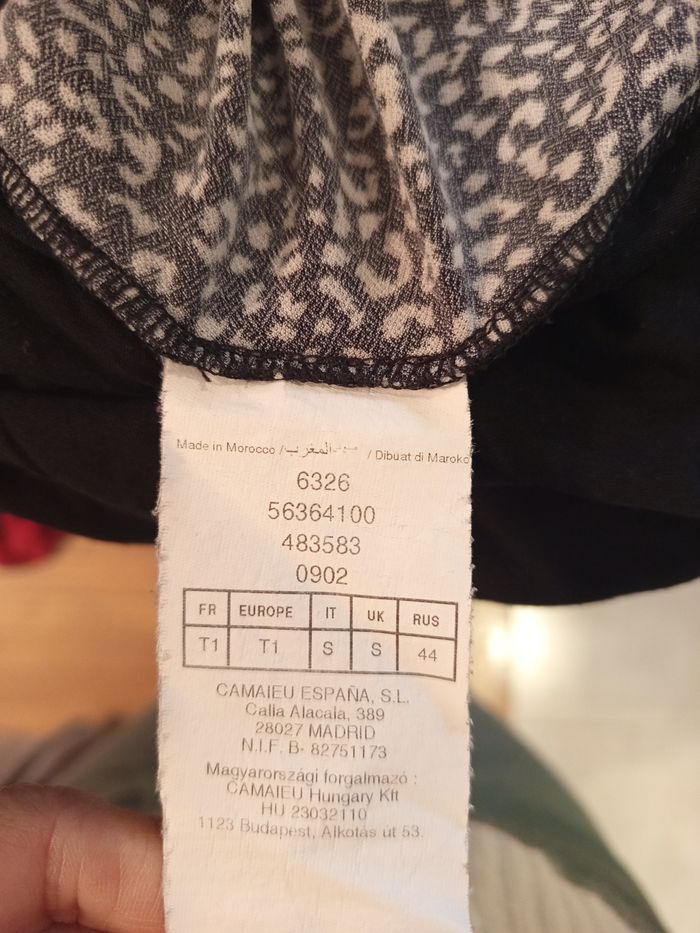 Made in Morocco / المغرب / Dibuat di Maroko
6326
56364100
483583
0902
FR EUROPE IT UK RUS
T1 T1 S S 44
CAMAIEU ESPAÑA, S.L.
Calla Alacala, 389
28027 MADRID
N.I.F. B- 82751173
Magyarországi forgalmazó :
CAMAIEU Hungary Kft
HU 23032110
1123 Budapest, Alkotás út 53.